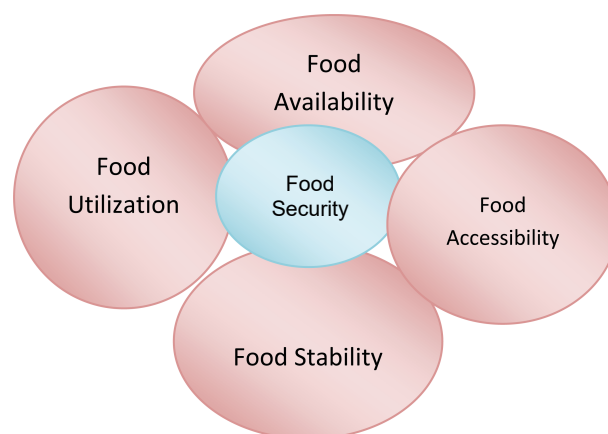 Food
Availability
Food
Utilization
Food
Security
Food
Accessibility
Food Stability